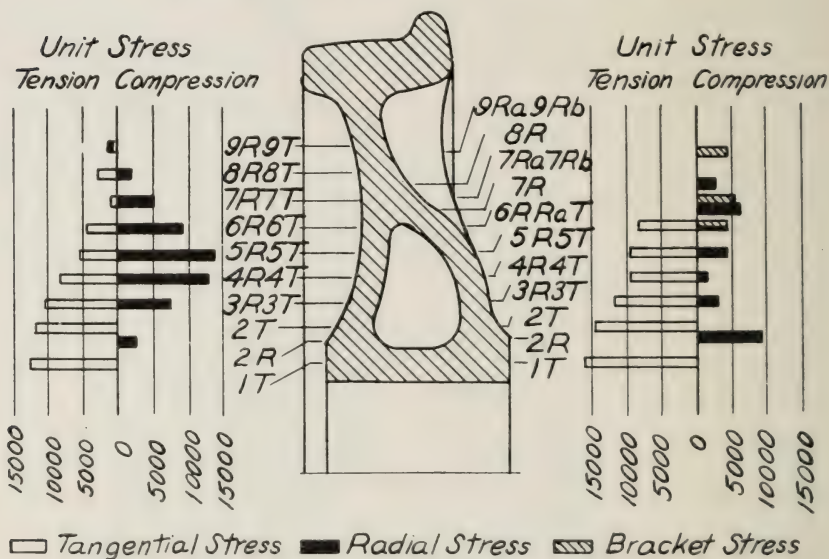 Unit Stress
Tension Compression
Unit Stress
Tension Compression
9R9T
8R8T
7R7T
6R6T
5R5T
4R4T
3R3T
2T
2R
1T
9Ra9Rb
8R
7Ra7Rb
7R
6RRaT
5R5T
4R4T
3R3T
2T
2R
1T
15000
10000
5000
0
5000
10000
15000
15000
10000
5000
0
5000
10000
15000
Tangential Stress
Radial Stress
Bracket Stress